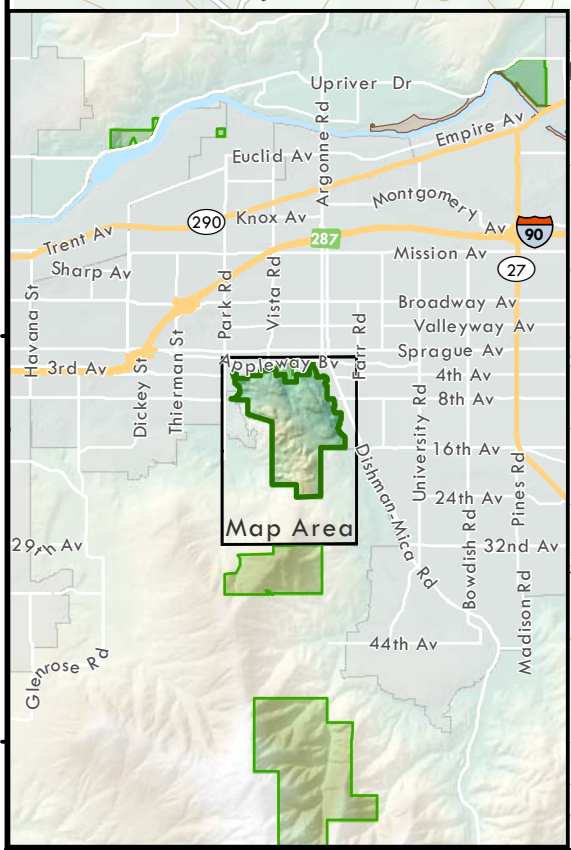 Upriver Dr
Argonne Rd
Empire Av
Euclid Av
Montgomery Av
290
Knox Av
Trent Av
287
90
Mission Av
27
Sharp Av
Park Rd
Vista Rd
Havana St
Broadway Av
Valleyway Av
Farr Rd
Sprague Av
Thierman St
Dickey St
3rd Av
Appleway Bv
4th Av
8th Av
University Rd
16th Av
Dishman-Mica Rd
Pines Rd
24th Av
Map Area
Bowdish Rd
29th Av
32nd Av
Madison Rd
44th Av
Glenrose Rd